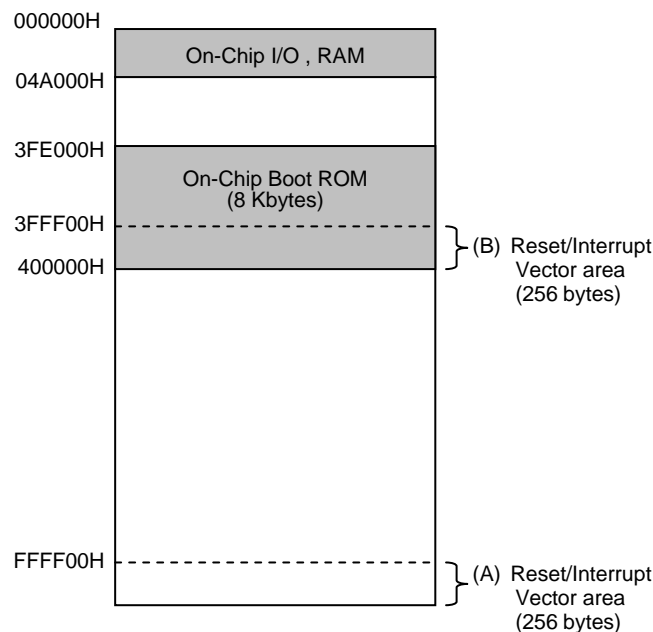 000000H
On-Chip I/O , RAM
04A000H
3FE000H
On-Chip Boot ROM
(8 Kbytes)
3FFF00H
(B) Reset/Interrupt
Vector area
(256 bytes)
400000H
FFFF00H
(A) Reset/Interrupt
Vector area
(256 bytes)